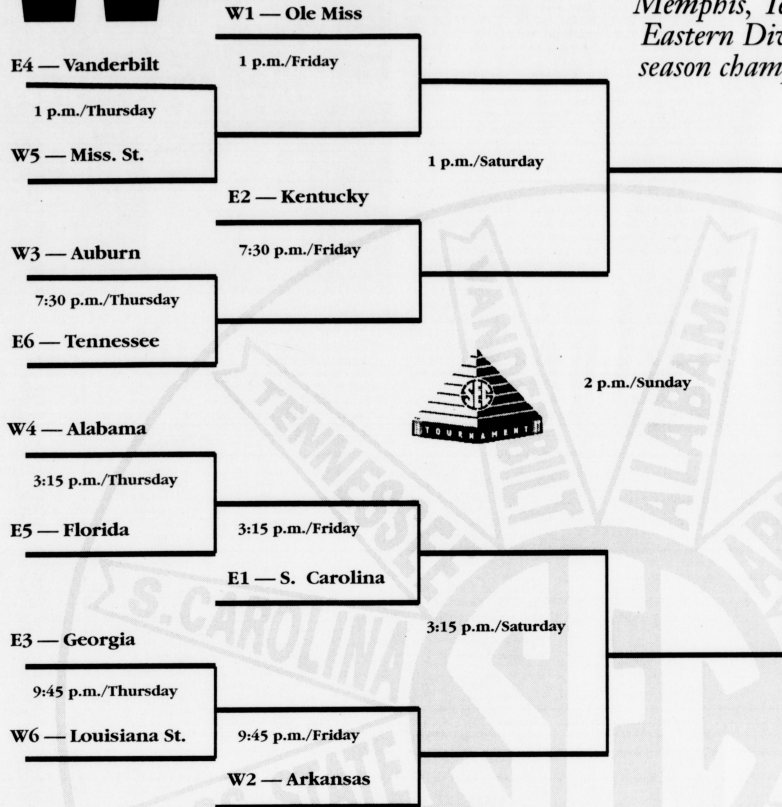 Memphis,
Eastern
season
W1 — Ole Miss
E4 — Vanderbilt
1 p.m./Friday
1 p.m./Thursday
W5 — Miss. St.
1 p.m./Saturday
E2 — Kentucky
W3 — Auburn
7:30 p.m./Friday
7:30 p.m./Thursday
E6 — Tennessee
SEC
TOURNAMENT
2 p.m./Sunday
W4 — Alabama
3:15 p.m./Thursday
E5 — Florida
3:15 p.m./Friday
E1 — S. Carolina
3:15 p.m./Saturday
E3 — Georgia
9:45 p.m./Thursday
W6 — Louisiana St.
9:45 p.m./Friday
W2 — Arkansas
S. CAROLINA
TENNESSEE
VANDERBILT
ALABAMA
SEC
STATE